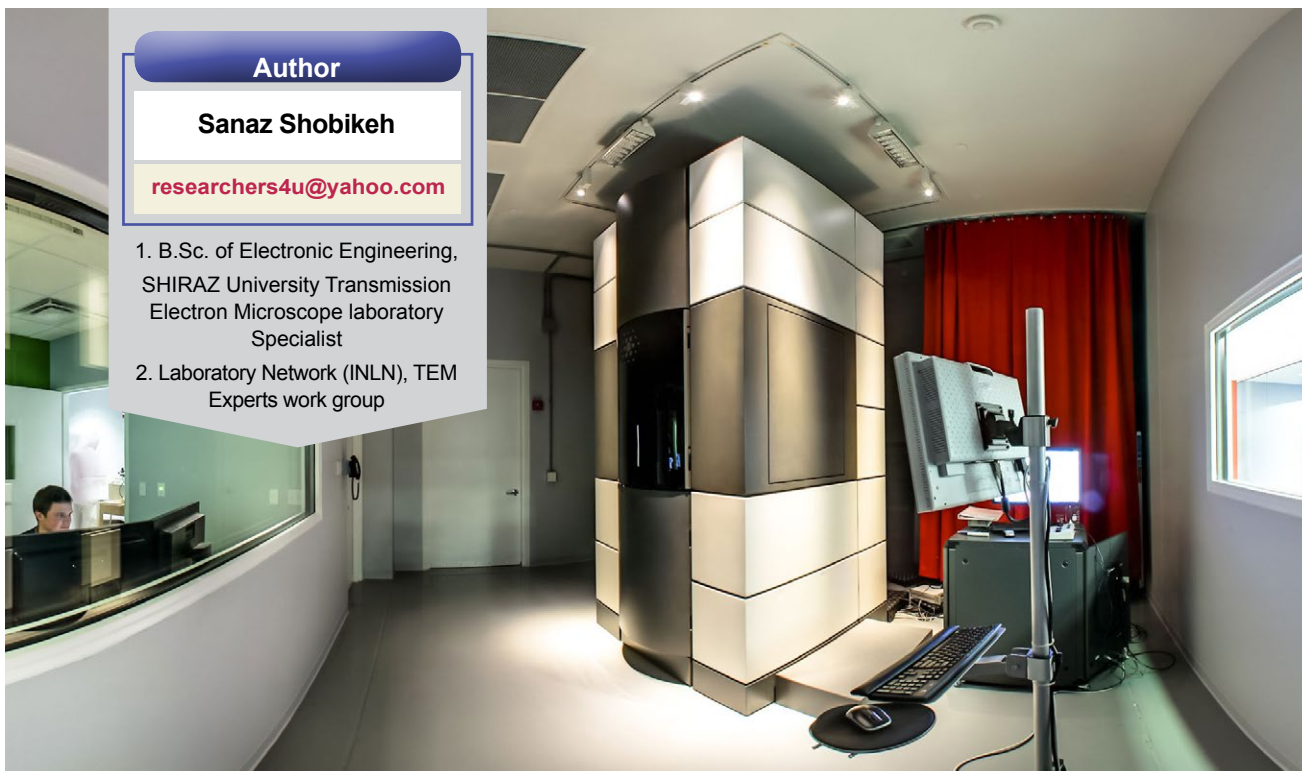 Author
Sanaz Shobikeh
researchers4u@yahoo.com
1. B.Sc. of Electronic Engineering,
SHIRAZ University Transmission
Electron Microscope laboratory
Specialist
2. Laboratory Network (INLN), TEM
Experts work group